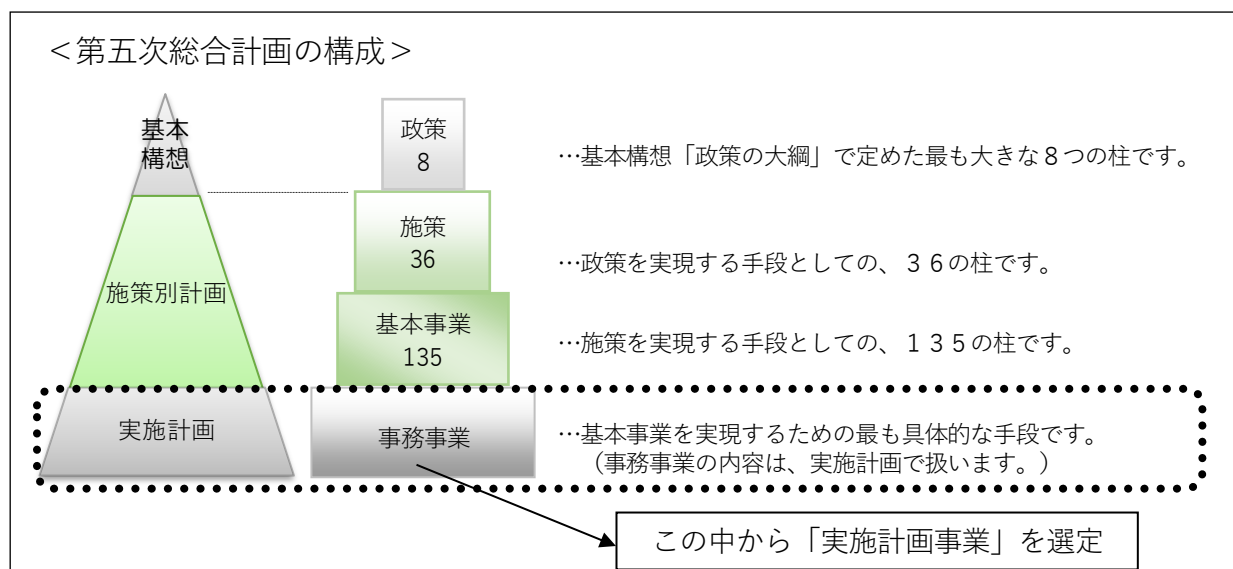 ＜第五次総合計画の構成＞
基本
構想
政策
8
…基本構想「政策の大綱」で定めた最も大きな８つの柱です。
施策
36
…政策を実現する手段としての、３６の柱です。
施策別計画
基本事業
135
…施策を実現する手段としての、１３５の柱です。
実施計画
事務事業
…基本事業を実現するための最も具体的な手段です。
（事務事業の内容は、実施計画で扱います。）
この中から「実施計画事業」を選定